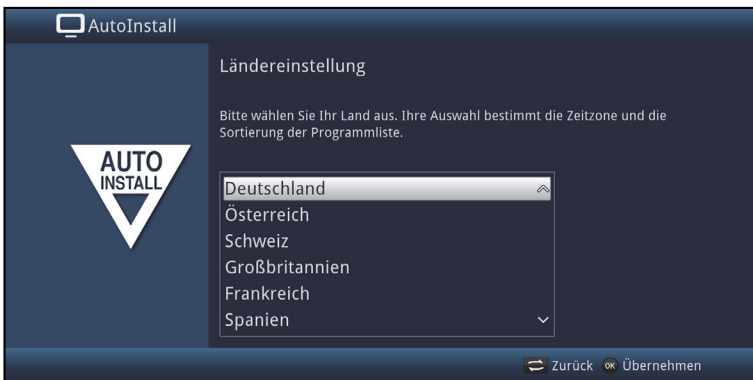 AutoInstall
Ländereinstellung
Bitte wählen Sie Ihr Land aus. Ihre Auswahl bestimmt die Zeitzone und die
Sortierung der Programmliste.
AUTO
INSTALL
Deutschland
Österreich
Schweiz
Großbritannien
Frankreich
Spanien
Zurück OK Übernehmen